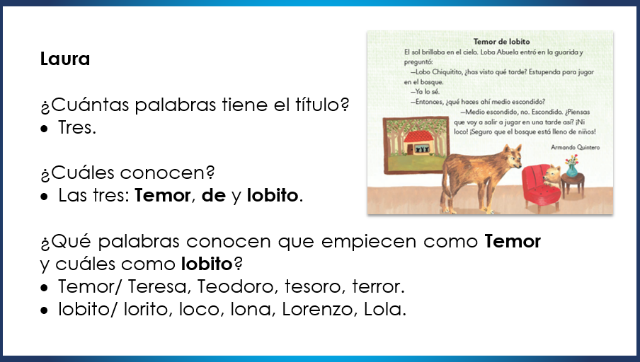 Laura
¿Cuántas palabras tiene el título?
• Tres.
¿Cuáles conocen?
• Las tres: Temor, de y lobito.
¿Qué palabras conocen que empiecen como Temor
y cuáles como lobito?
• Temor/ Teresa, Teodoro, tesoro, terror.
• lobito/ lorito, loco, lona, Lorenzo, Lola.
Temor de lobito
El sol brillaba en el cielo. Loba Abuela entró en la guarida y
preguntó:
—Lobo Chiquitito, ¿has visto qué tarde? Estupenda para jugar
en el bosque.
—Ya lo sé.
—Entonces, ¿qué haces ahí medio escondido?
—Medio escondido, no. Escondido. ¿Piensas
que voy a salir a jugar en una tarde así? ¡Ni
loco! ¡Seguro que el bosque está lleno de niños!
Armando Quintero